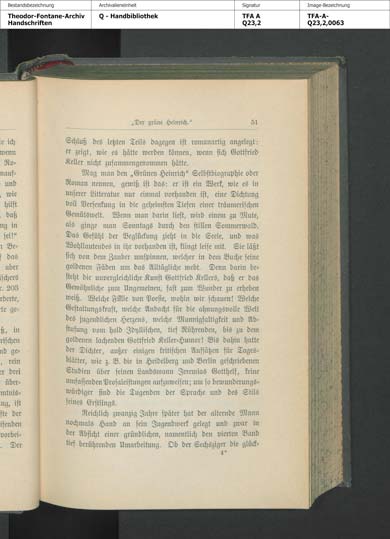 Bestandsbezeichnung
Theodor-Fontane-Archiv
Handschriften
Archivalieneinheit
Q - Handbibliothek
Signatur
TFA A
Q23,2
Image-Bezeichnung
TFA-A-
Q23,2,0063
„Der grüne Heinrich.“ 51
Schluß des letzten Teils dagegen ist romanartig angelegt:
er zeigt, wie es hätte werden können, wenn sich Gottfried
Keller nicht zusammengenommen hätte.
Mag man den „Grünen Heinrich“ Selbstbiographie oder
Roman nennen, gewiß ist das: er ist ein Werk, wie es in
unserer Litteratur nur einmal vorhanden ist, eine Dichtung
voll Versenkung in die geheimsten Tiefen einer träumerischen
Gemütswelt. Wenn man darin liest, wird einem zu Mute,
als ginge man Sonntags durch den stillen Sommerwald.
Das Gefühl der Beglückung zieht in die Seele, und was
Wohllautendes in ihr vorhanden ist, klingt leise mit. Sie läßt
sich von dem Zauber umspinnen, welcher in dem Buche seine
goldenen Fäden um das Alltägliche webt. Denn darin be-
steht die unvergleichliche Kunst Gottfried Kellers, daß er das
Gewöhnliche zum Ungemeinen, fast zum Wunder zu erheben
weiß. Welche Fülle von Poesie, wohin wir schauen! Welche
Gestaltungskraft, welche Andacht für die ahnungsvolle Welt
des jugendlichen Herzens, welche Mannigfaltigkeit und Ab-
stufung vom hold Idyllischen, tief Rührenden, bis zu dem
goldenen lachenden Gottfried Keller-Humor! Bis dahin hatte
der Dichter, außer einigen kritischen Aufsätzen für Tages-
blätter, wie z. B. die in Heidelberg und Berlin geschriebenen
Studien über seinen Landsmann Jeremias Gotthelf, keine
umfassenden Prosaleistungen aufzuweisen; um so bewunderungs-
würdiger sind die Tugenden der Sprache und des Stils
seines Erstlings.
Reichlich zwanzig Jahre später hat der alternde Mann
nochmals Hand an sein Jugendwerk gelegt und zwar in
der Absicht einer gründlichen, namentlich den vierten Band
tief berührenden Umarbeitung. Ob der Sechziger die glück-
4*